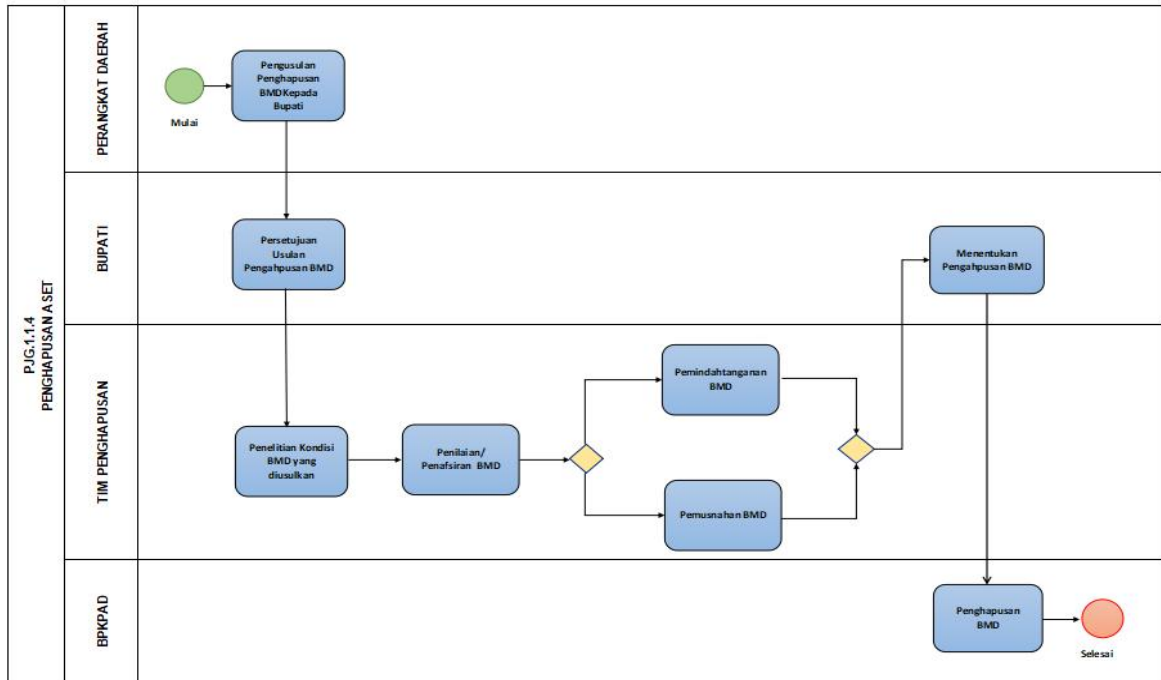 PJG.1.1.4
PENGHAPUSAN ASET
PERANGKAT DAERAH
Mulai
Pengusulan
Penghapusan
BMDKepada
Bupati
BUPATI
Persetujuan
Usulan
Pengahpusan BMD
Menentukan
Pengahpusan BMD
TIM PENGHAPUSAN
Penelitian Kondisi
BMD yang
diusulkan
Penilaian/
Penafsiran BMD
Pemindahtanganan
BMD
Pemusnahan BMD
BPKPAD
Penghapusan
BMD
Selesai